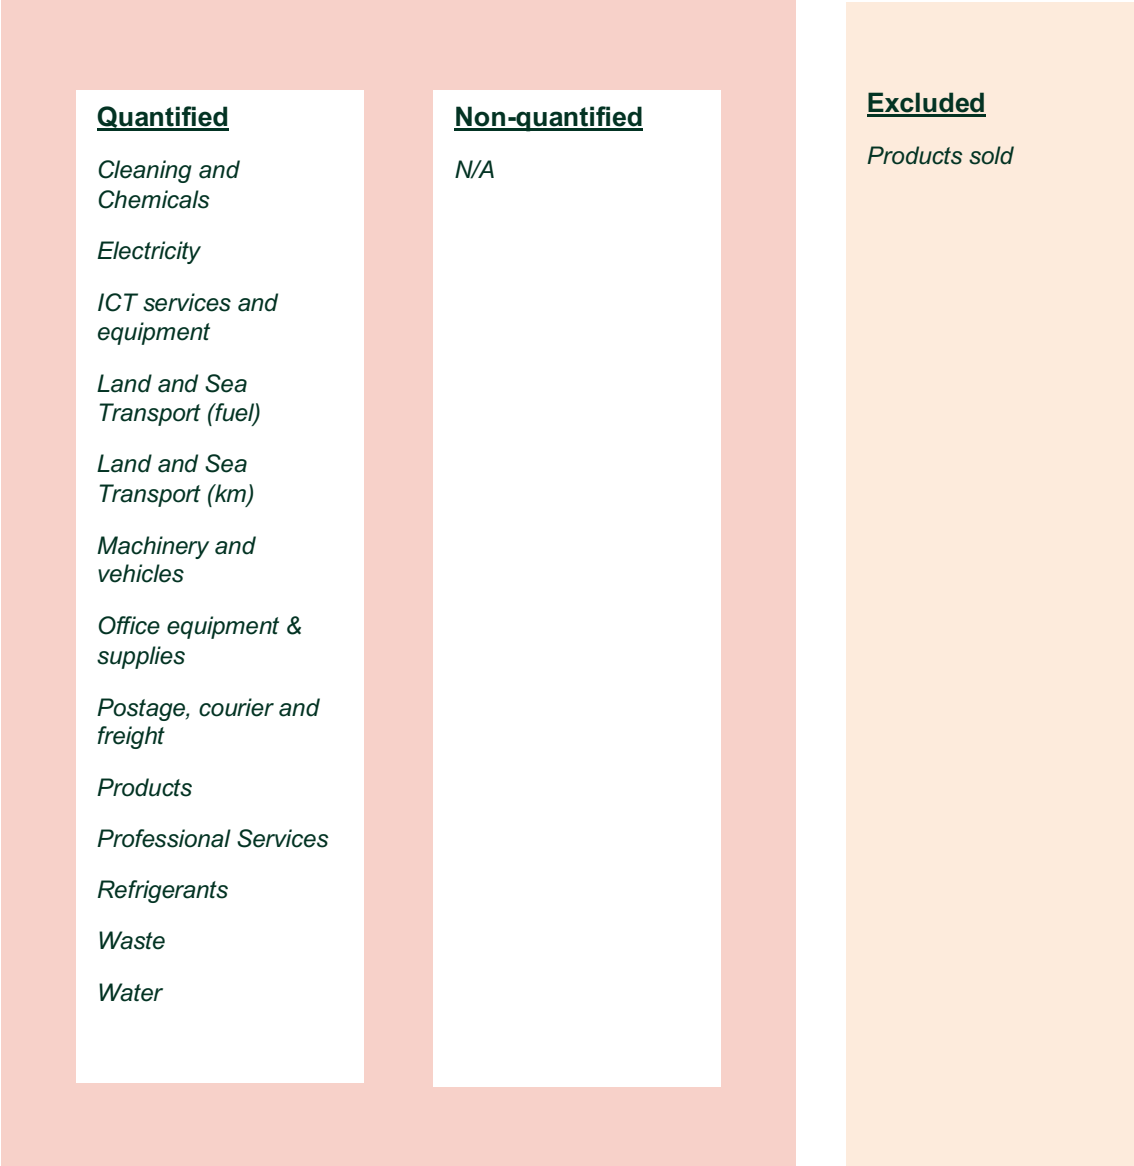 Quantified
Cleaning and
Chemicals
Electricity
ICT services and
equipment
Land and Sea
Transport (fuel)
Land and Sea
Transport (km)
Machinery and
vehicles
Office equipment &
supplies
Postage, courier and
freight
Products
Professional Services
Refrigerants
Waste
Water
Non-quantified
N/A
Excluded
Products sold